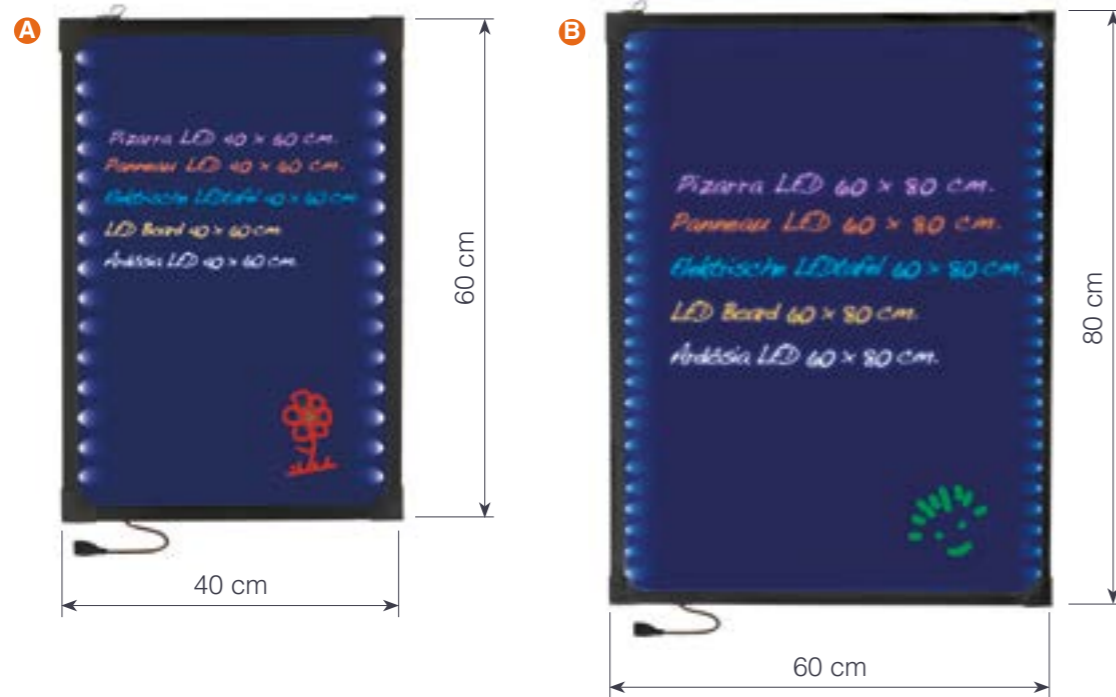 A
Pizarra LED 40 x 60 cm.
Panneau LED 40 x 60 cm.
Elektrische LEDtafel 40 x 60 cm
LED Board 40 x 60 cm.
Ardósia LED 40 x 60 cm.
60 cm
40 cm
B
Pizarra LED 60 x 80 cm.
Panneau LED 60 x 80 cm.
Elektrische LEDtafel 60 x 80 cm.
LED Board 60 x 80 cm.
Ardósia LED 60 x 80 cm.
80 cm
60 cm